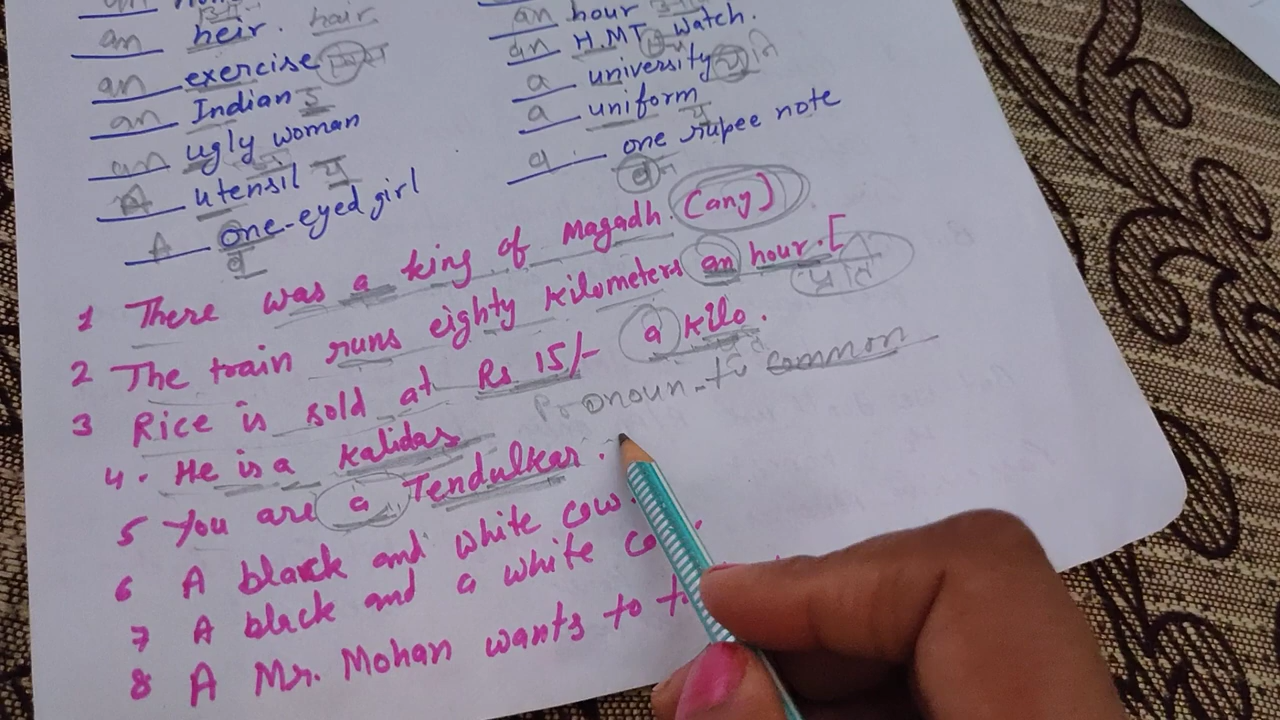 an heir. hair
an exercise
an Indian इ
an ugly woman
A utensil य
A one-eyed girl
व
an hour
an H.M.T. watch.
a university
a uniform य
a one rupee note
1 There was a king of Magadh. (any)
2 The train runs eighty kilometers an hour. [
प्रति
3 Rice is sold at Rs 15/- a kilo.
Pronoun-to common
4. He is a Kalidas
5 You are a Tendulkar.
6 A black and white cow.
7 A black and a white
8 A Mr. Mohan wants to